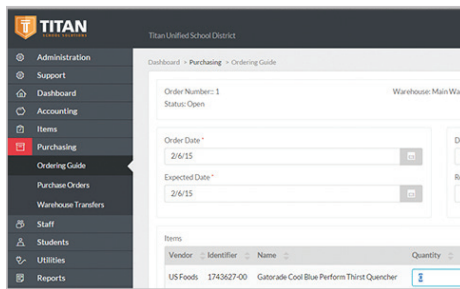 TITAN
SCHOOL SOLUTIONS
Titan Unified School District
Administration
Support
Dashboard
Accounting
Items
Purchasing
Ordering Guide
Purchase Orders
Warehouse Transfers
Staff
Students
Utilities
Reports
Dashboard > Purchasing > Ordering Guide
Order Number:: 1
Warehouse: Main Wa
Status: Open
Order Date *
D
2/6/15
Expected Date *
R
2/6/15
Items
Vendor Identifier Name Quantity
US Foods 1743627-00 Gatorade Cool Blue Perform Thirst Quencher